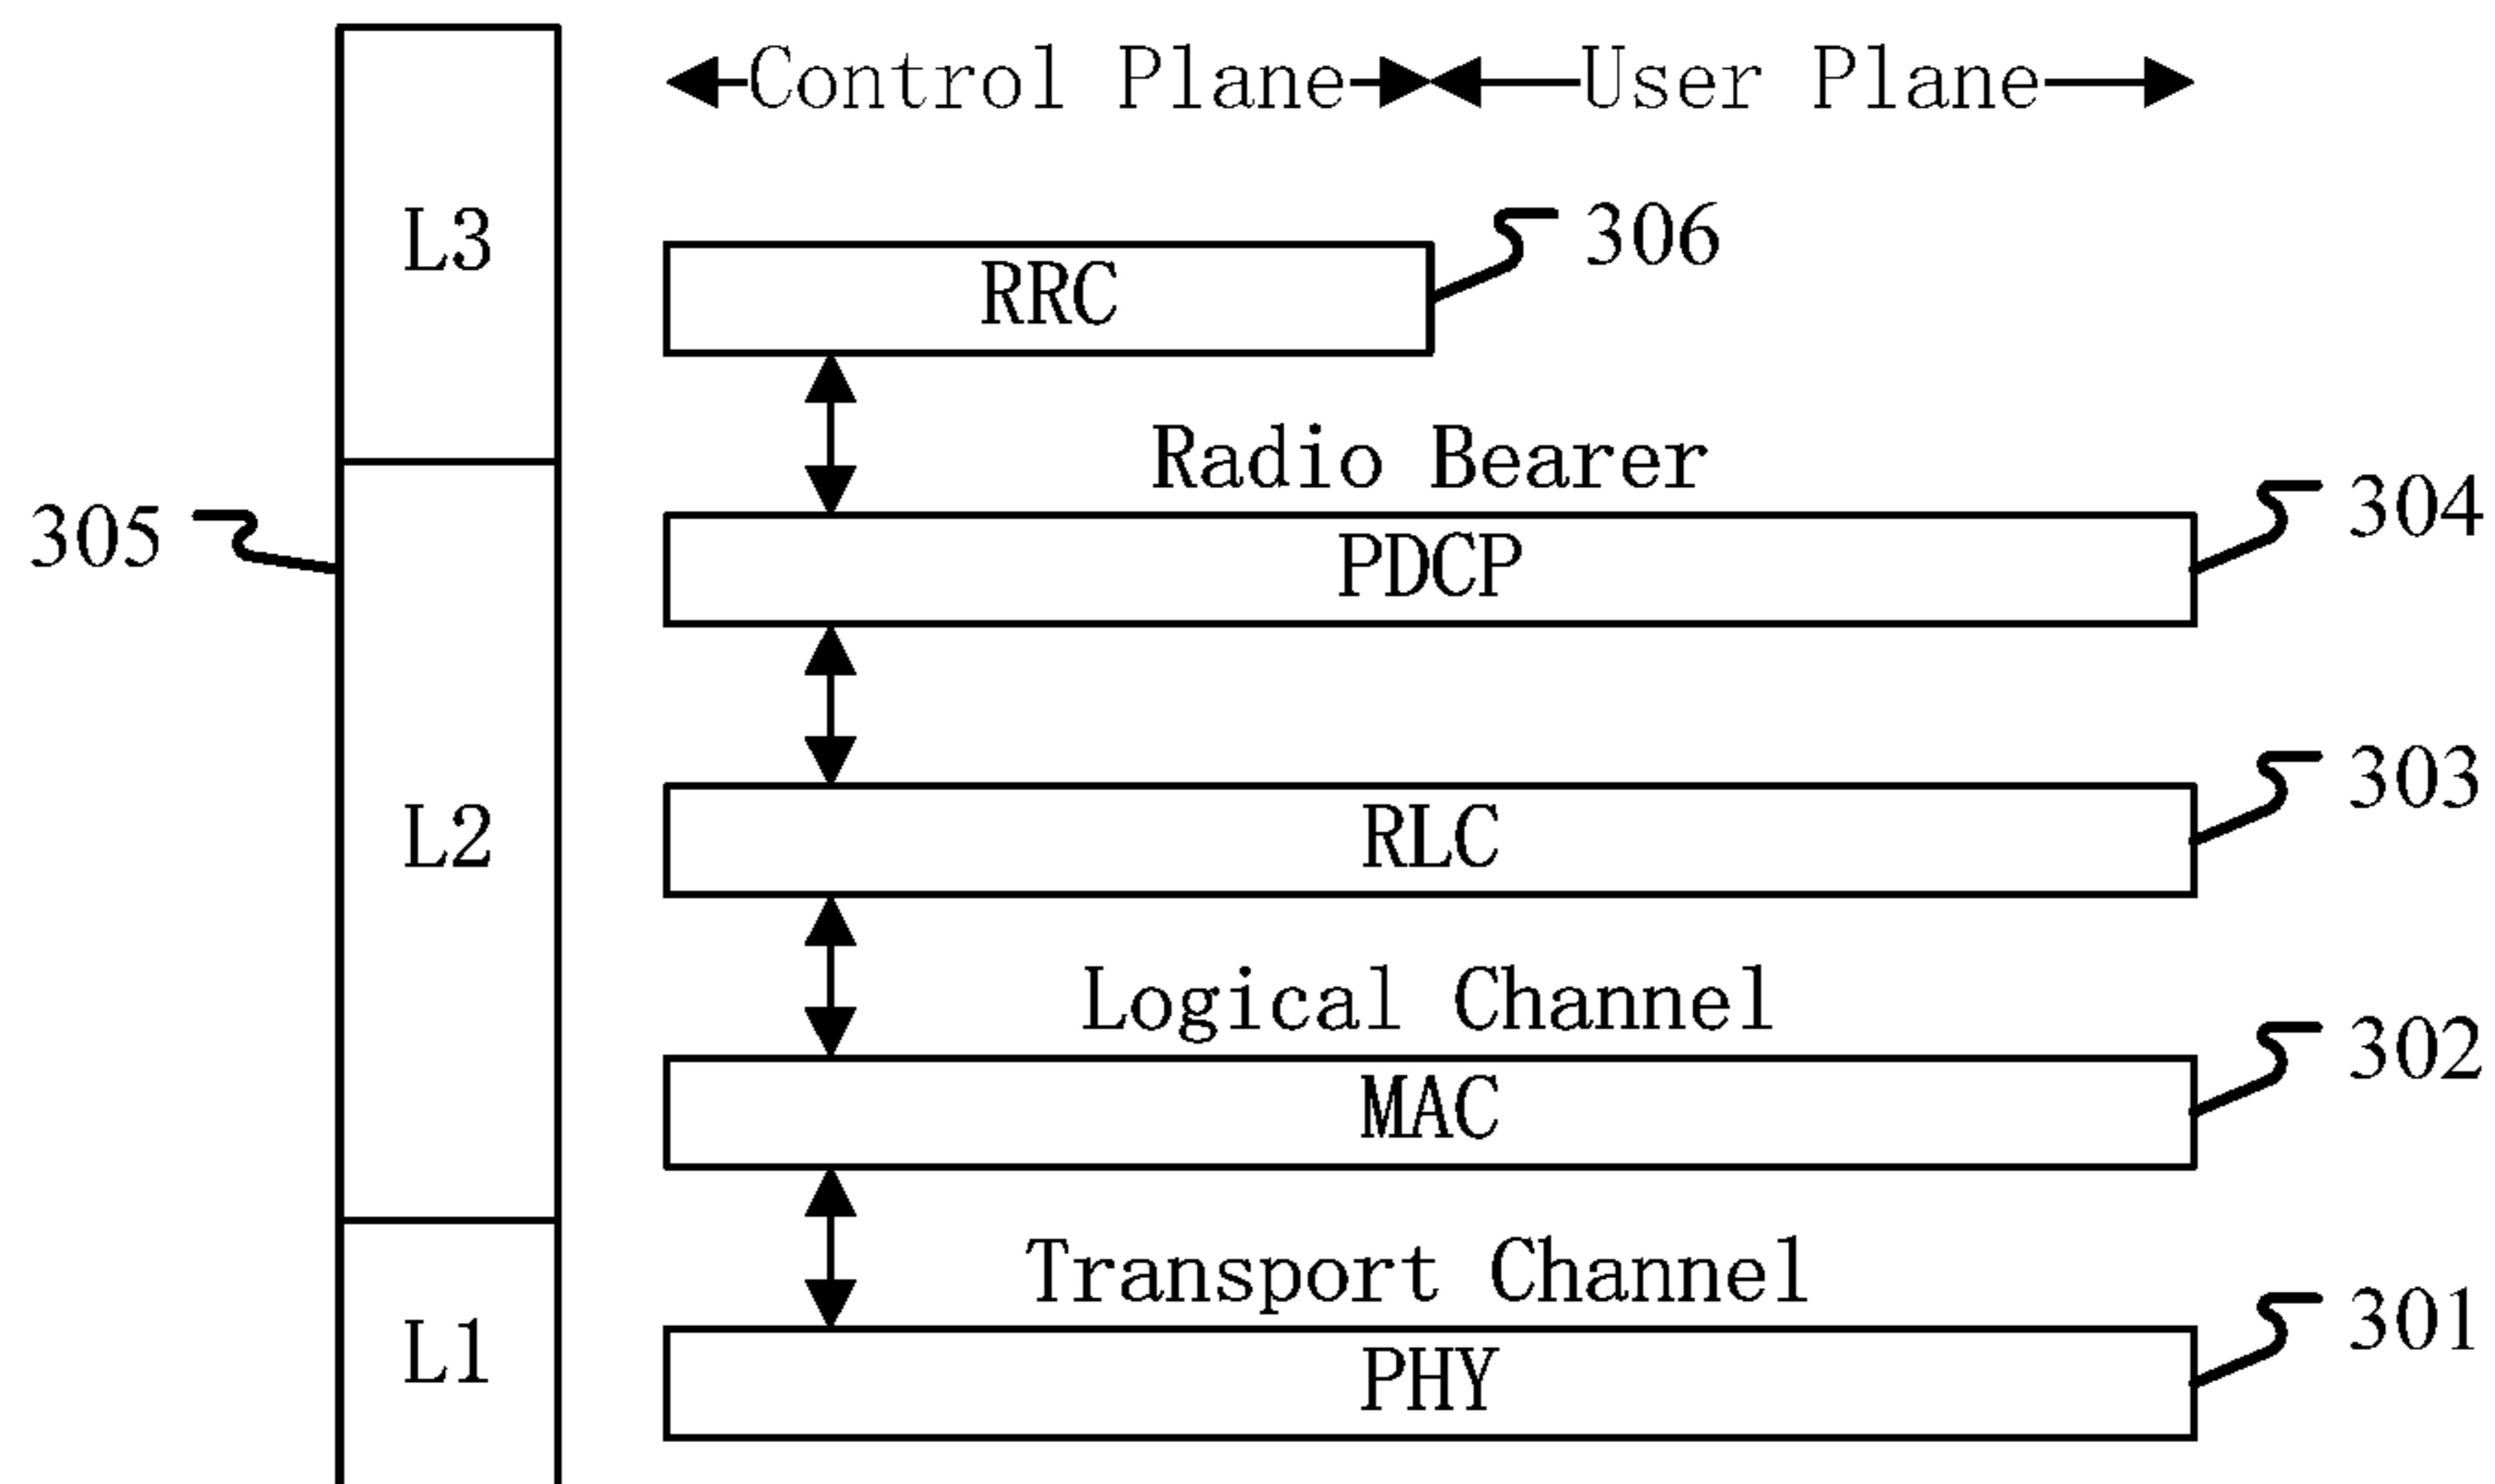 Control Plane
User Plane
L3
RRC
306
Radio Bearer
305
PDCP
304
RLC
303
L2
Logical Channel
MAC
302
Transport Channel
L1
PHY
301